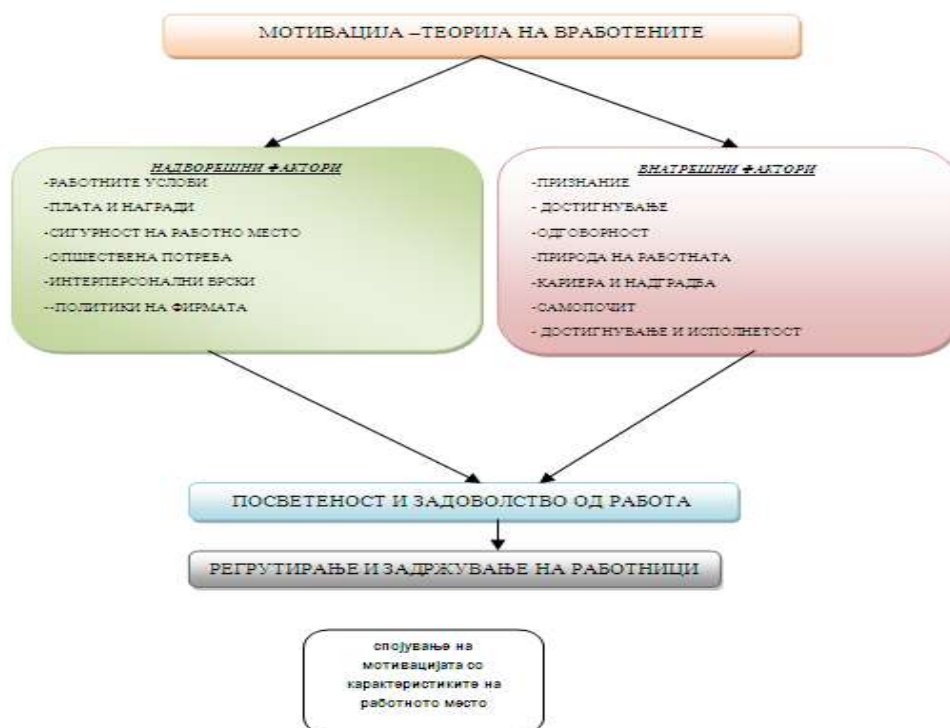 МОТИВАЦИЈА –ТЕОРИЈА НА ВРАБОТЕНИТЕ
НАДВОРЕШНИ ФАКТОРИ
-РАБОТНИТЕ УСЛОВИ
-ПЛАТА И НАГРАДИ
-СИГУРНОСТ НА РАБОТНО МЕСТО
-ОПШЕСТВЕНА ПОТРЕБА
-ИНТЕРПЕРСОНАЛНИ ВРСКИ
--ПОЛИТИКИ НА ФИРМАТА
ВНАТРЕШНИ ФАКТОРИ
-ПРИЗНАНИЕ
- ДОСТИГНУВАЊЕ
-ОДГОВОРНОСТ
-ПРИРОДА НА РАБОТНАТА
-КАРИЕРА И НАДГРАДБА
-САМОПОЧИТ
- ДОСТИГНУВАЊЕ И ИСПОЛНЕТОСТ
ПОСВЕТЕНОСТ И ЗАДОВОЛСТВО ОД РАБОТА
РЕГРУТИРАЊЕ И ЗАДРЖУВАЊЕ НА РАБОТНИЦИ
спојување на
мотивацијата со
карактеристиките на
работното место